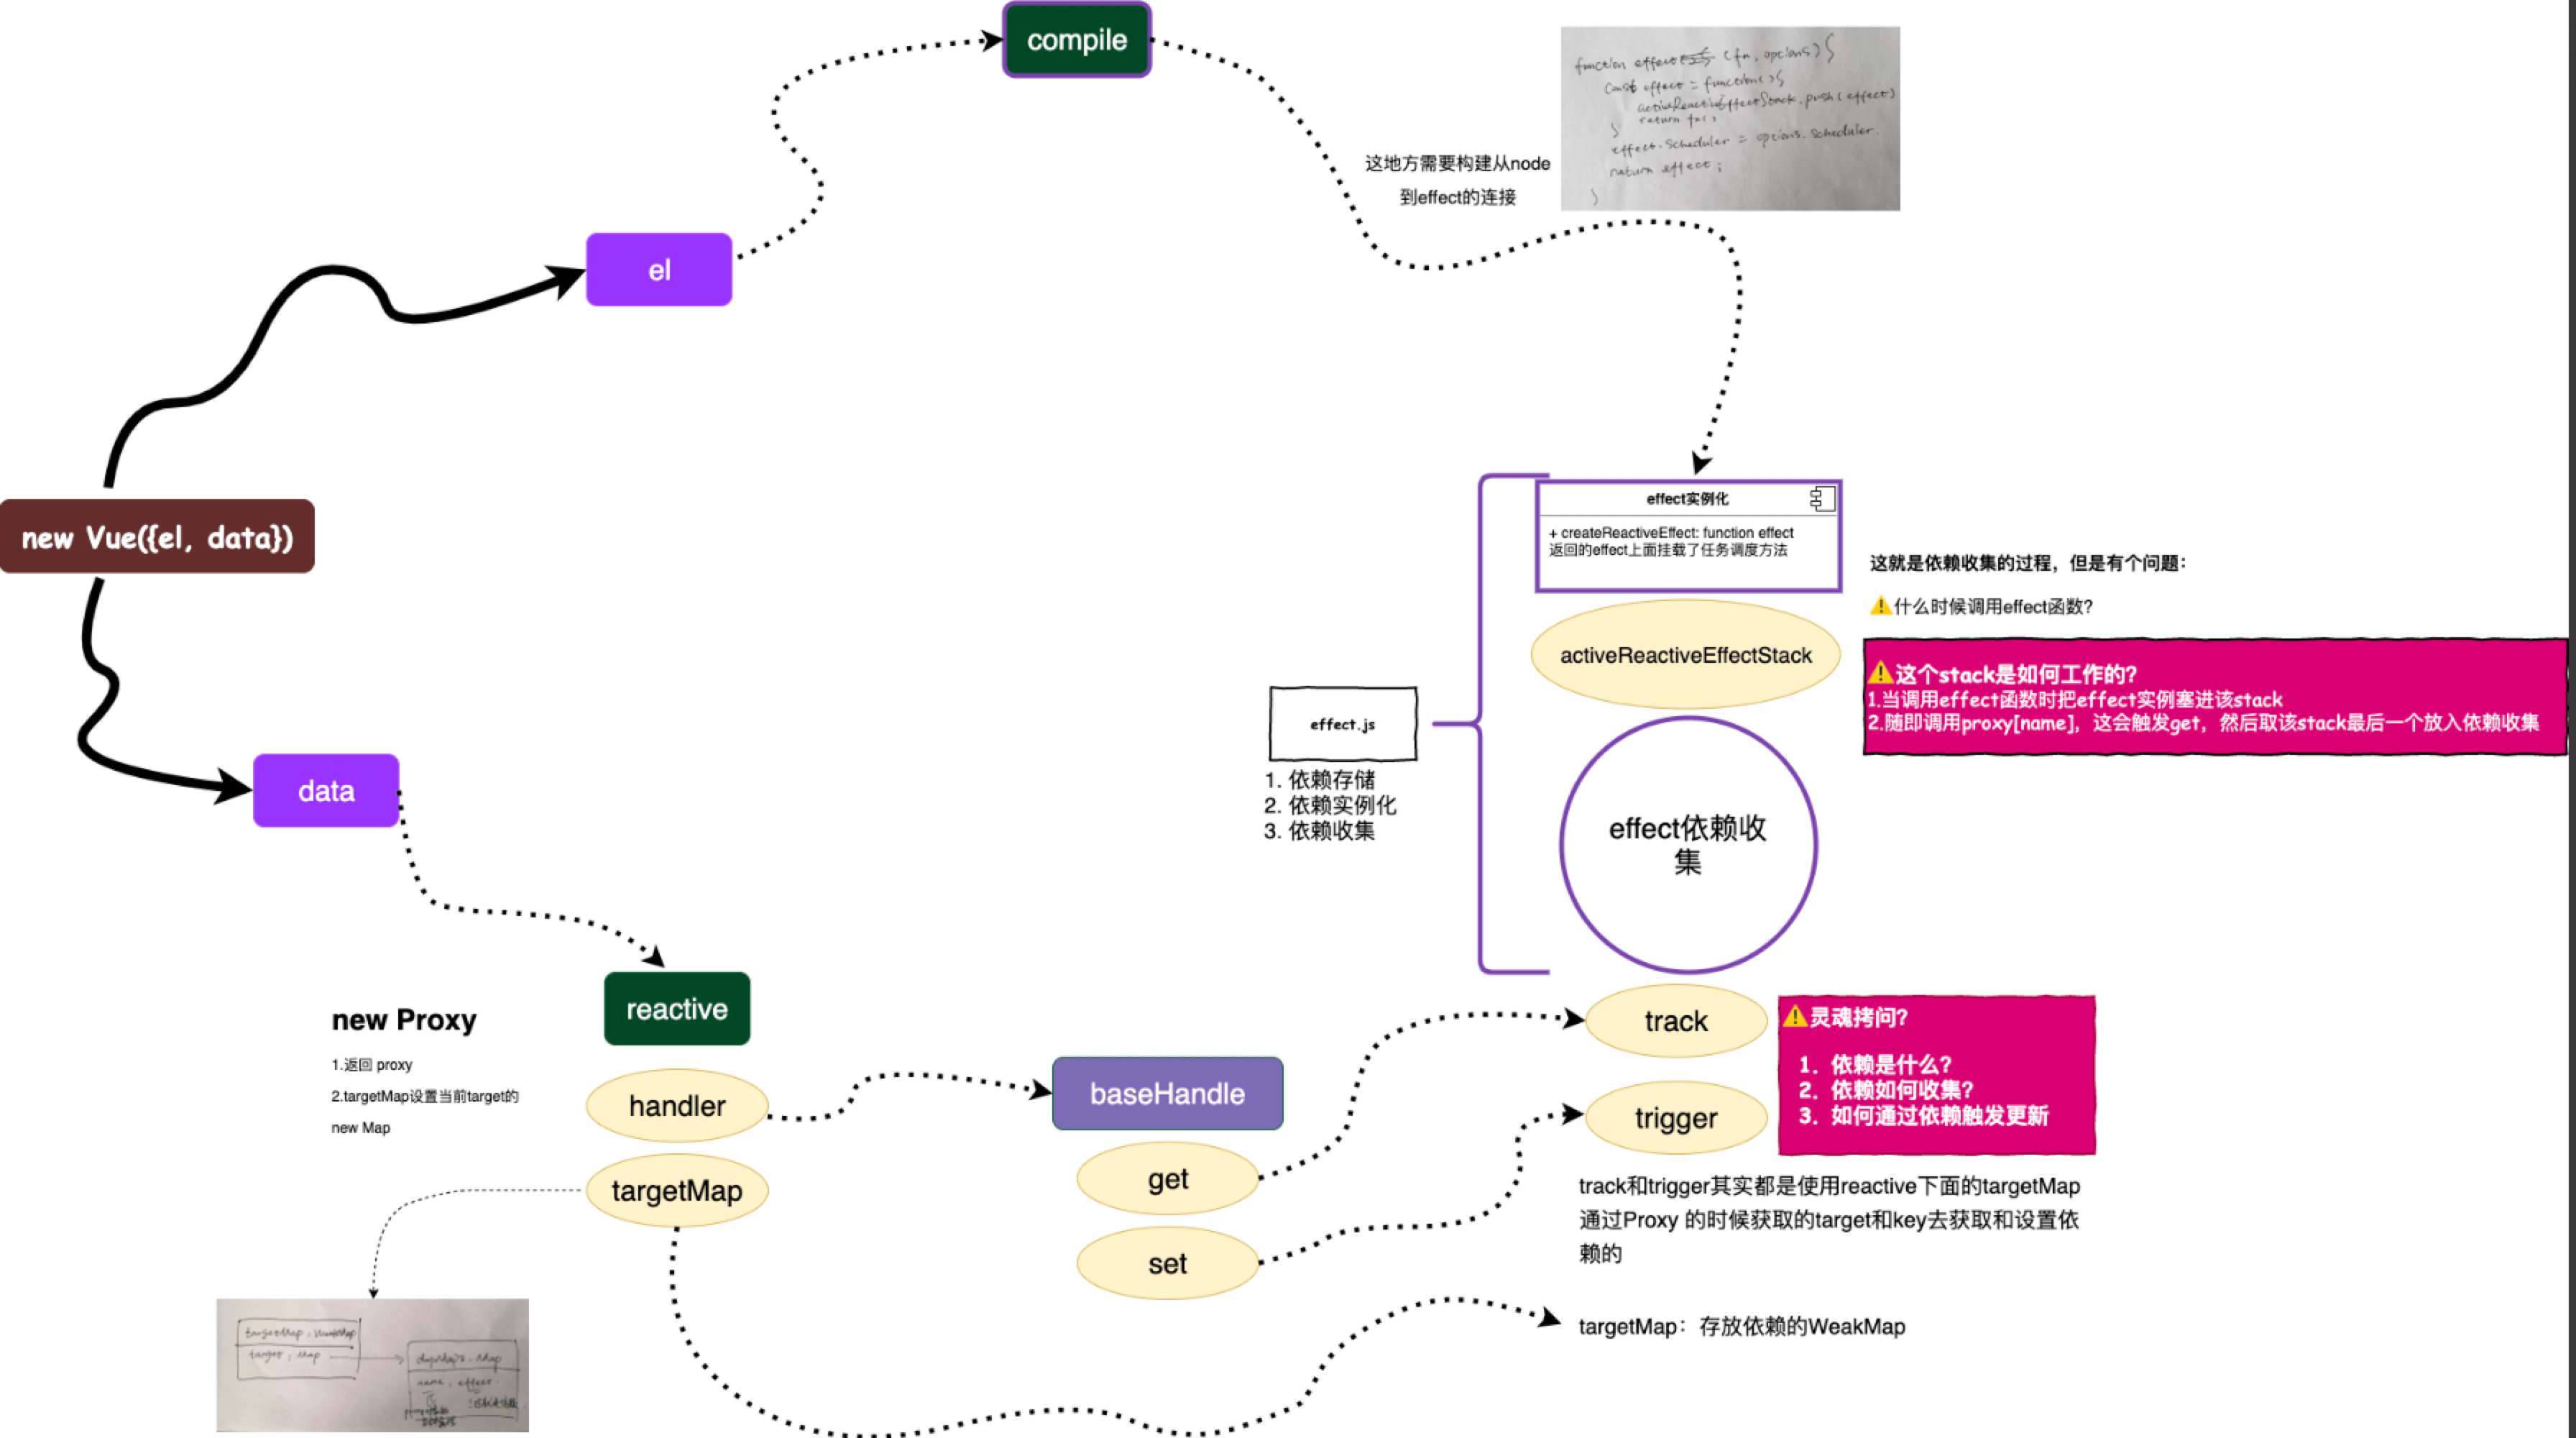 compile
function effect (fn, options) {
const effect = function() {
activeReactiveEffectStack.push(effect)
return fn()
}
effect.scheduler = options.scheduler.
return effect;
}
这地方需要构建从node
到effect的连接
el
new Vue({el, data})
data
effect实例化
+ createReactiveEffect: function effect
返回的effect上面挂载了任务调度方法
这就是依赖收集的过程，但是有个问题：
⚠️什么时候调用effect函数?
activeReactiveEffectStack
⚠️这个stack是如何工作的?
1.当调用effect函数时把effect实例塞进该stack
2.随即调用proxy[name]，这会触发get，然后取该stack最后一个放入依赖收集
effect.js
1. 依赖存储
2. 依赖实例化
3. 依赖收集
effect依赖收
集
reactive
new Proxy
1.返回 proxy
2.targetMap设置当前target的
new Map
handler
targetMap
baseHandle
get
set
track
trigger
⚠️灵魂拷问?
1. 依赖是什么?
2. 依赖如何收集?
3. 如何通过依赖触发更新
track和trigger其实都是使用reactive下面的targetMap
通过Proxy 的时候获取的target和key去获取和设置依
赖的
targetMap：存放依赖的WeakMap
targetMap: WeakMap
target: Map
depMaps: Map
name: effect